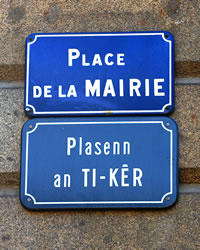 PLACE
DE LA MAIRIE
Plasenn
an TI-KÊR